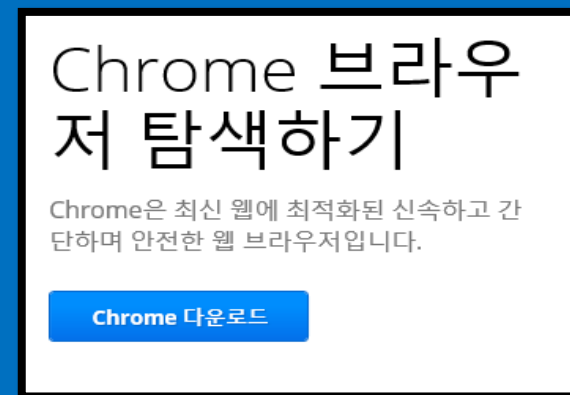 Chrome 브라우
저 탐색하기
Chrome은 최신 웹에 최적화된 신속하고 간
단하며 안전한 웹 브라우저입니다.
Chrome 다운로드